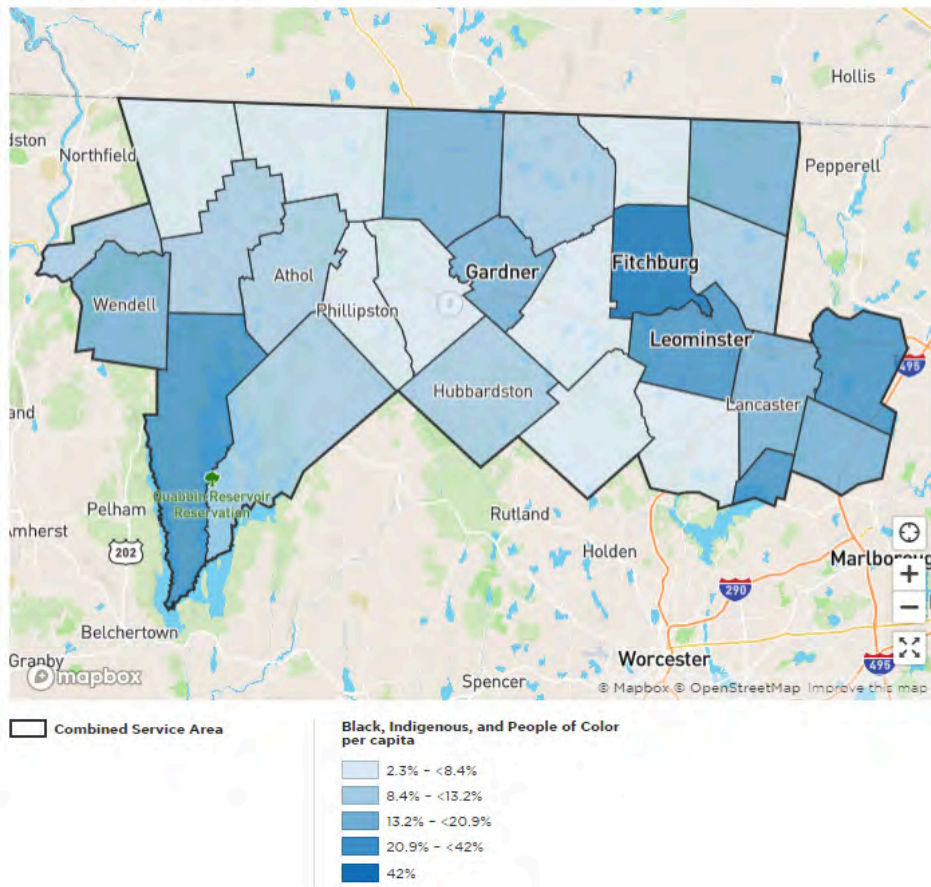 Hollis
dston
Northfield
Pepperell
Gardner
Fitchburg
Athol
Wendell
Phillipston
Leominster
495
Hubbardston
Lancaster
and
Quabbin Reservoir
Reservation
Pelham
Rutland
Amherst
202
Holden
Marlboroug
290
Belchertown
Worcester
Granby
495
mapbox
Spencer
© Mapbox © OpenStreetMap Improve this map
Combined Service Area
Black, Indigenous, and People of Color
per capita
2.3% - <8.4%
8.4% - <13.2%
13.2% - <20.9%
20.9% - <42%
42%